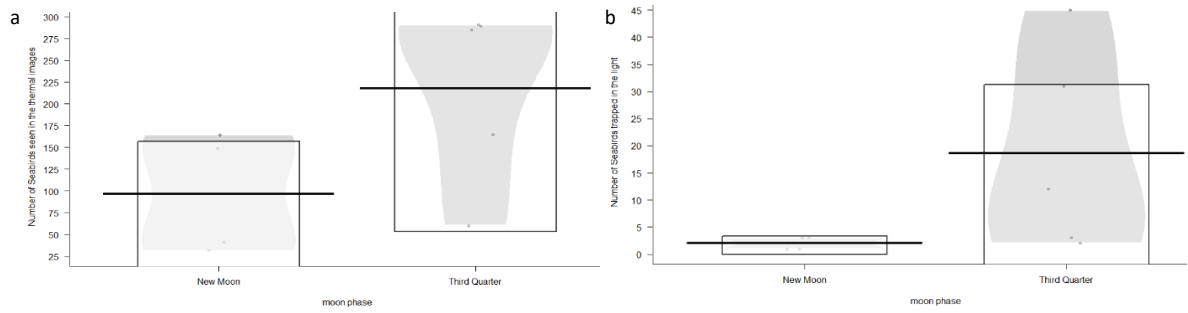 a
Number of Seabirds seen in the thermal images
300
275
250
225
200
175
150
125
100
75
50
25
New Moon
Third Quarter
moon phase
b
Number of Seabirds trapped in the light
45
40
35
30
25
20
15
10
5
0
New Moon
Third Quarter
moon phase